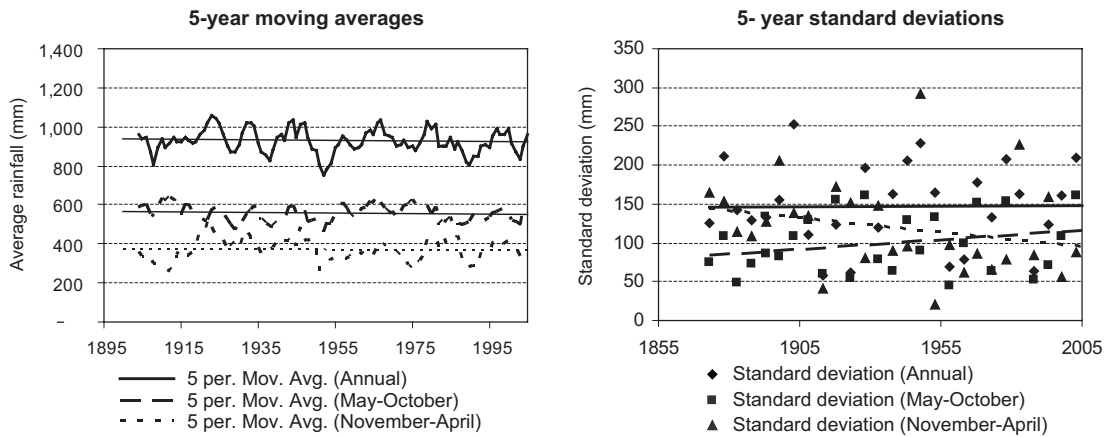 5-year moving averages
Average rainfall (mm)
1,400
1,200
1,000
800
600
400
200
–
1895 1915 1935 1955 1975 1995
5 per. Mov. Avg. (Annual)
5 per. Mov. Avg. (May-October)
5 per. Mov. Avg. (November-April)
5- year standard deviations
Standard deviation (mm)
350
300
250
200
150
100
50
0
1855 1905 1955 2005
Standard deviation (Annual)
Standard deviation (May-October)
Standard deviation (November-April)